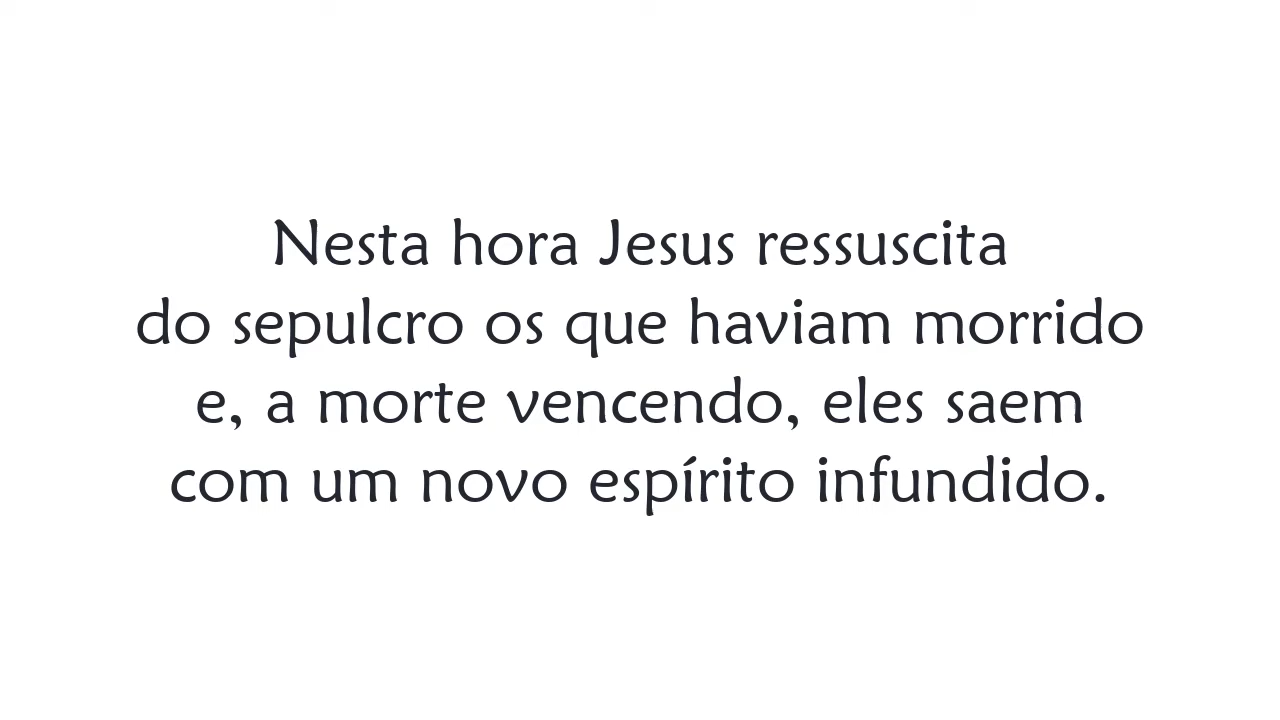 Nesta hora Jesus ressuscita
do sepulcro os que haviam morrido
e, a morte vencendo, eles saem
com um novo espírito infundido.